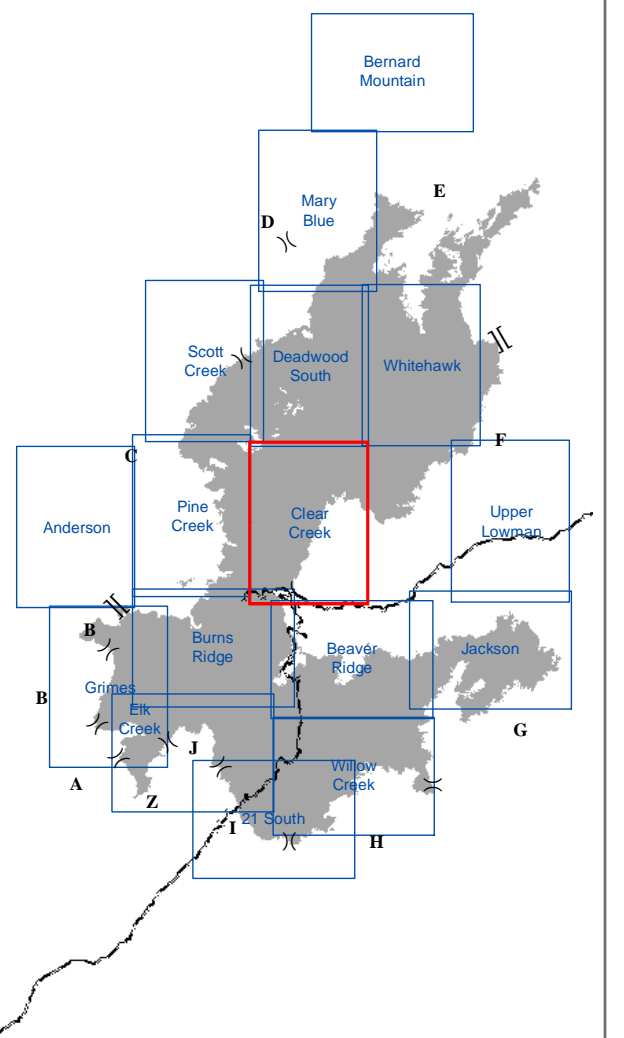 Bernard
Mountain
E
Mary
Blue
D
Scott
Creek
Deadwood
South
Whitehawk
F
C
Pine
Creek
Anderson
Clear
Creek
Upper
Lowman
B
Burns
Ridge
Beaver
Ridge
Jackson
B
Grimes
Elk
Creek
G
J
A
Willow
Creek
Z
I
21 South
H
][
][